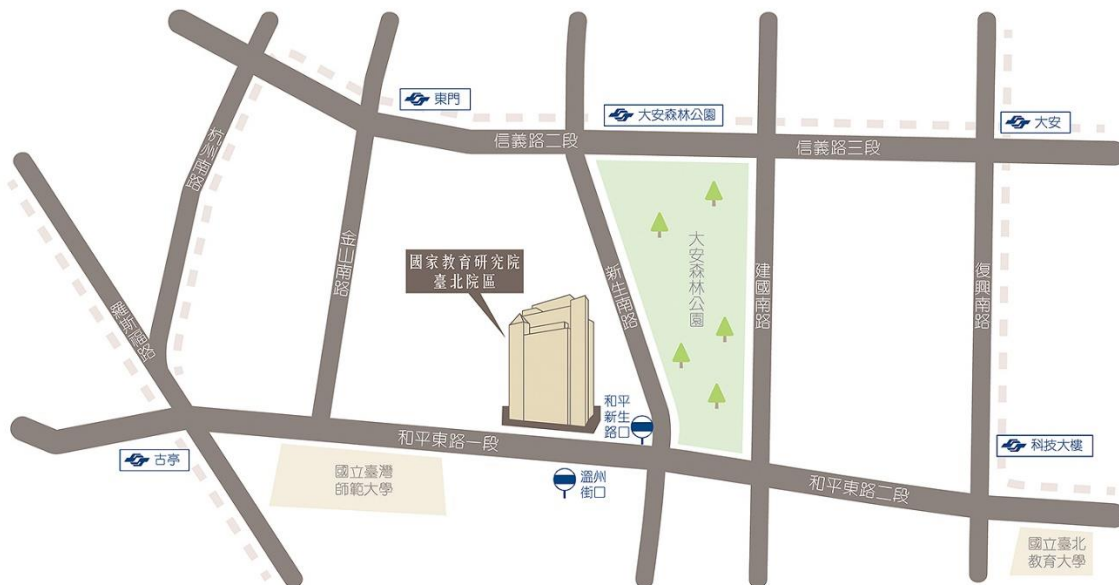 東門
大安森林公園
大安
信義路二段
信義路三段
杭州南路
金山南路
羅斯福路
國家教育研究院
臺北院區
新生南路
大安森林公園
建國南路
復興南路
和平
新生
路口
和平東路一段
古亭
國立臺灣
師範大學
溫州
街口
科技大樓
和平東路二段
國立臺北
教育大學